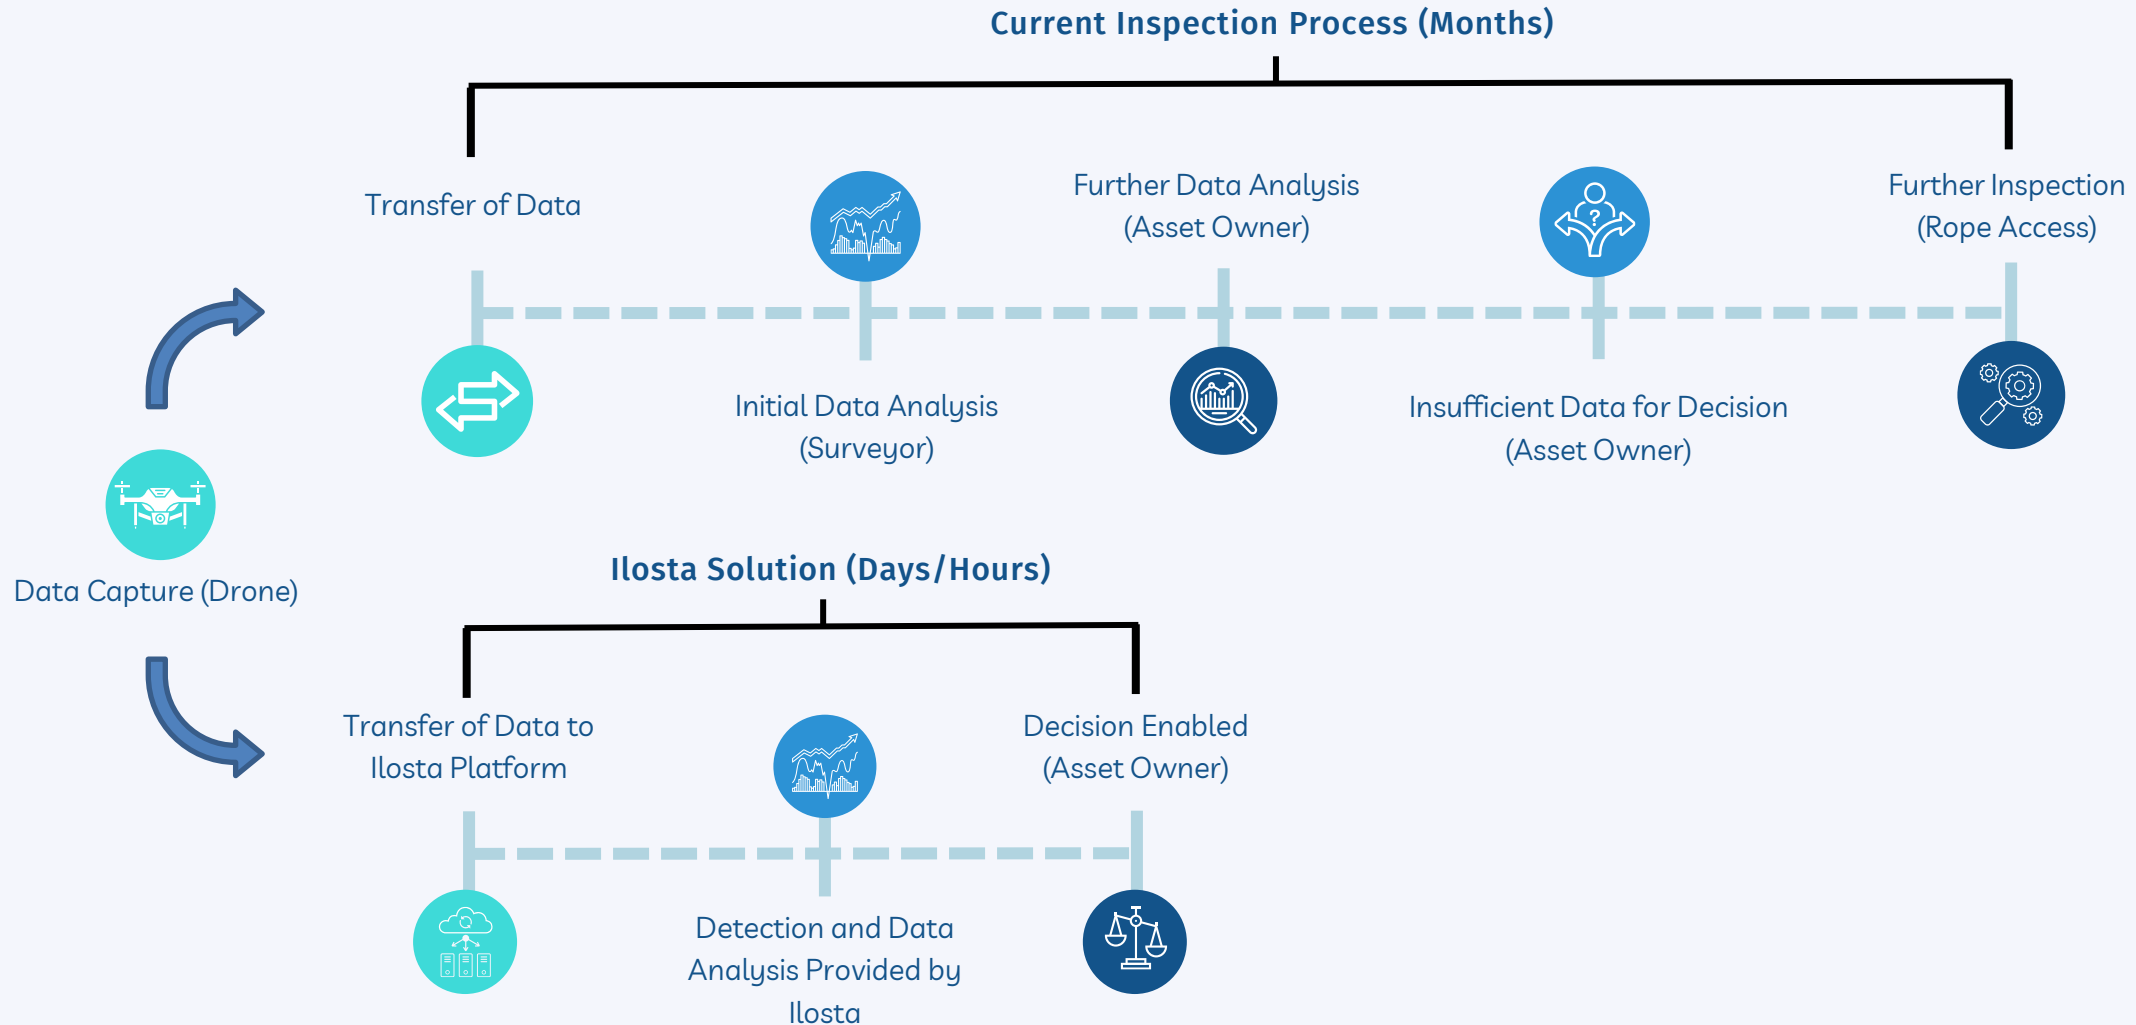 Current Inspection Process (Months)
Transfer of Data
Initial Data Analysis
(Surveyor)
Further Data Analysis
(Asset Owner)
?
Insufficient Data for Decision
(Asset Owner)
Further Inspection
(Rope Access)
Data Capture (Drone)
Ilosta Solution (Days/Hours)
Transfer of Data to
Ilosta Platform
Detection and Data
Analysis Provided by
Ilosta
Decision Enabled
(Asset Owner)